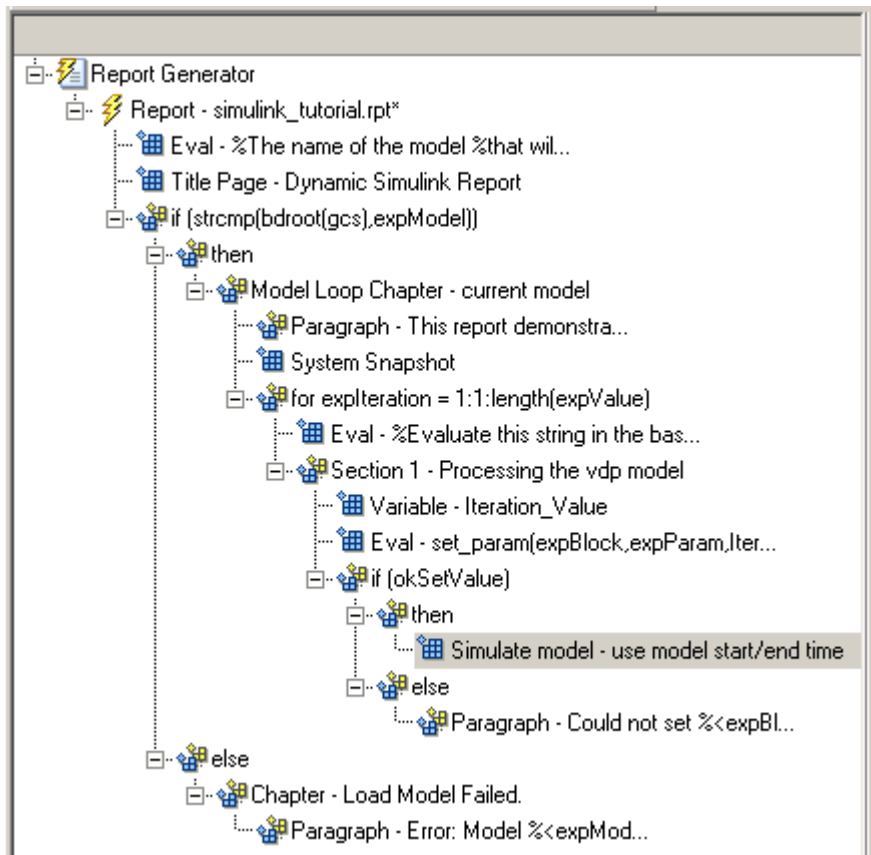 Report Generator
Report - simulink_tutorial.rpt*
Eval - %The name of the model %that wil...
Title Page - Dynamic Simulink Report
if (strcmp(bdroot(gcs),expModel))
then
Model Loop Chapter - current model
Paragraph - This report demonstra...
System Snapshot
for expIteration = 1:1:length(expValue)
Eval - %Evaluate this string in the bas...
Section 1 - Processing the vdp model
Variable - Iteration_Value
Eval - set_param(expBlock,expParam,Iter...
if (okSetValue)
then
Simulate model - use model start/end time
else
Paragraph - Could not set %<expBl...
else
Chapter - Load Model Failed.
Paragraph - Error: Model %<expMod...